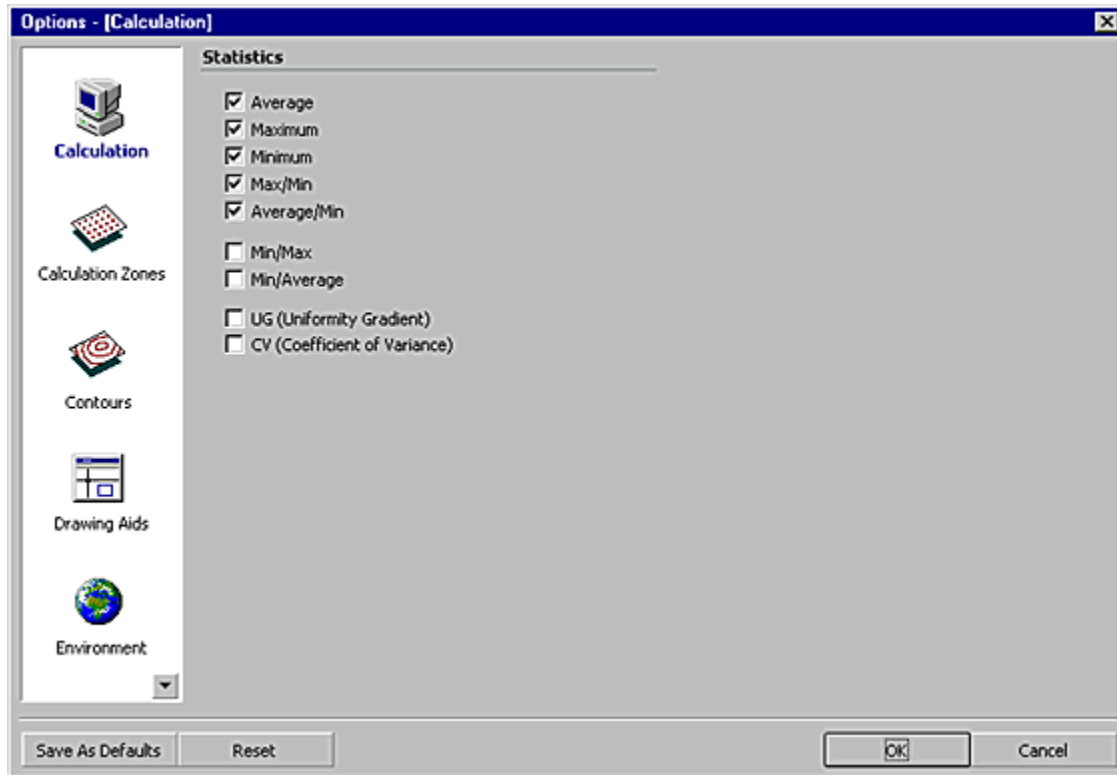 Options - [Calculation]
Calculation
Calculation Zones
Contours
Drawing Aids
Environment
Statistics
Average
Maximum
Minimum
Max/Min
Average/Min
Min/Max
Min/Average
UG (Uniformity Gradient)
CV (Coefficient of Variance)
Save As Defaults
Reset
OK
Cancel